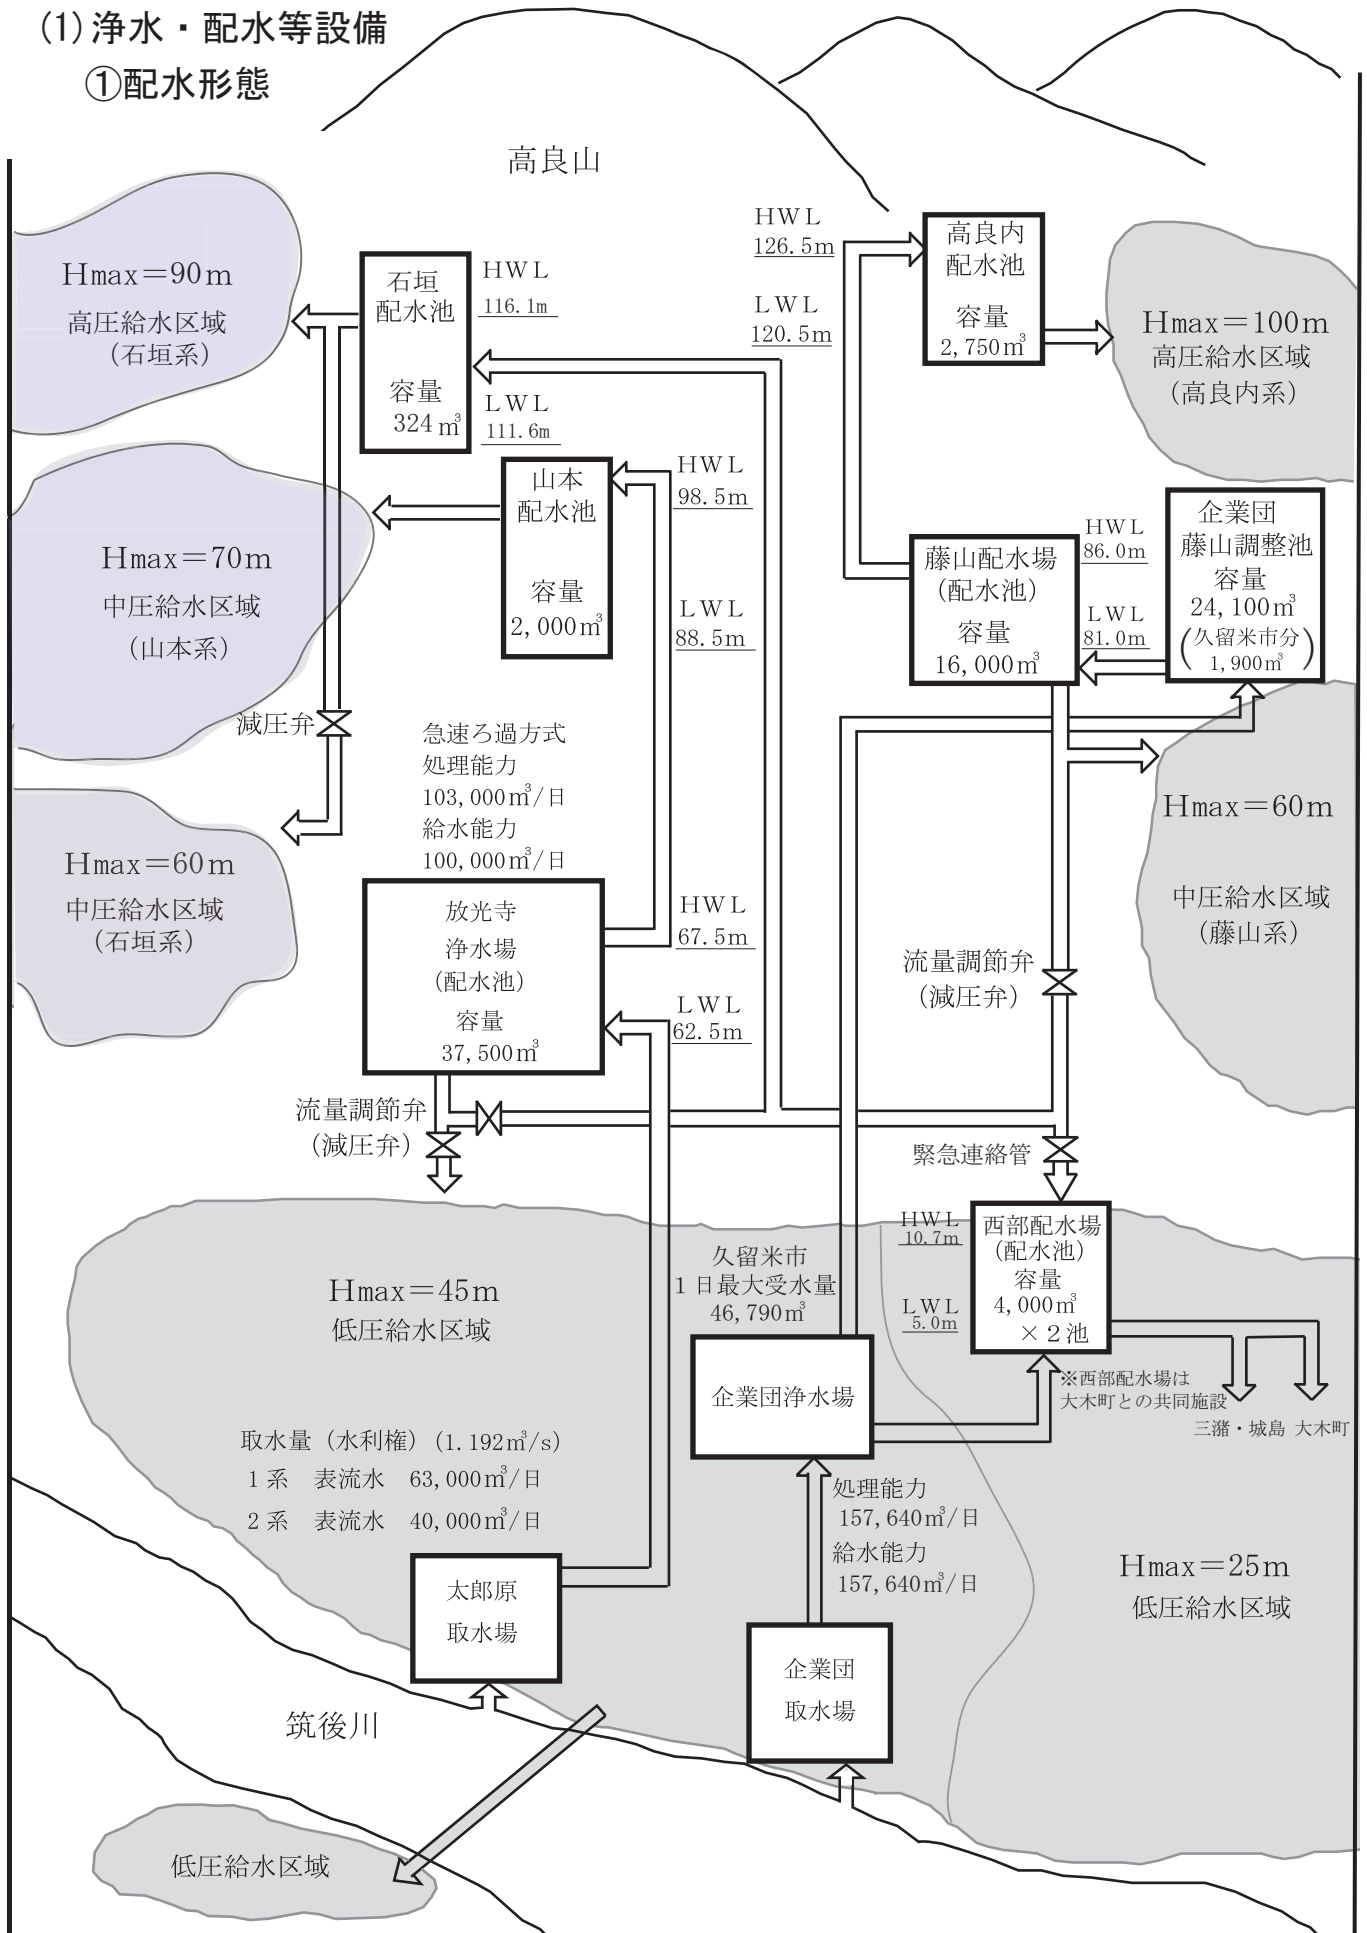 (1)浄水・配水等設備
①配水形態
高良山
Hmax＝90m
高圧給水区域
(石垣系)
石垣
配水池
容量
324㎥
HWL
116.1m
LWL
111.6m
HWL
126.5m
LWL
120.5m
高良内
配水池
容量
2,750㎥
Hmax＝100m
高圧給水区域
(高良内系)
Hmax＝70m
中圧給水区域
(山本系)
山本
配水池
容量
2,000㎥
HWL
98.5m
LWL
88.5m
藤山配水場
(配水池)
容量
16,000㎥
HWL
86.0m
LWL
81.0m
企業団
藤山調整池
容量
24,100㎥
(久留米市分
1,900㎥)
減圧弁
Hmax＝60m
中圧給水区域
(石垣系)
急速ろ過方式
処理能力
103,000㎥/日
給水能力
100,000㎥/日
放光寺
浄水場
(配水池)
容量
37,500㎥
HWL
67.5m
LWL
62.5m
Hmax＝60m
中圧給水区域
(藤山系)
流量調節弁
(減圧弁)
流量調節弁
(減圧弁)
緊急連絡管
Hmax＝45m
低圧給水区域
久留米市
1日最大受水量
46,790㎥
HWL
10.7m
LWL
5.0m
西部配水場
(配水池)
容量
4,000㎥
×2池
※西部配水場は
大木町との共同施設
三潴・城島 大木町
企業団浄水場
取水量 (水利権) (1.192㎥/s)
1系 表流水 63,000㎥/日
2系 表流水 40,000㎥/日
処理能力
157,640㎥/日
給水能力
157,640㎥/日
太郎原
取水場
企業団
取水場
Hmax＝25m
低圧給水区域
筑後川
低圧給水区域